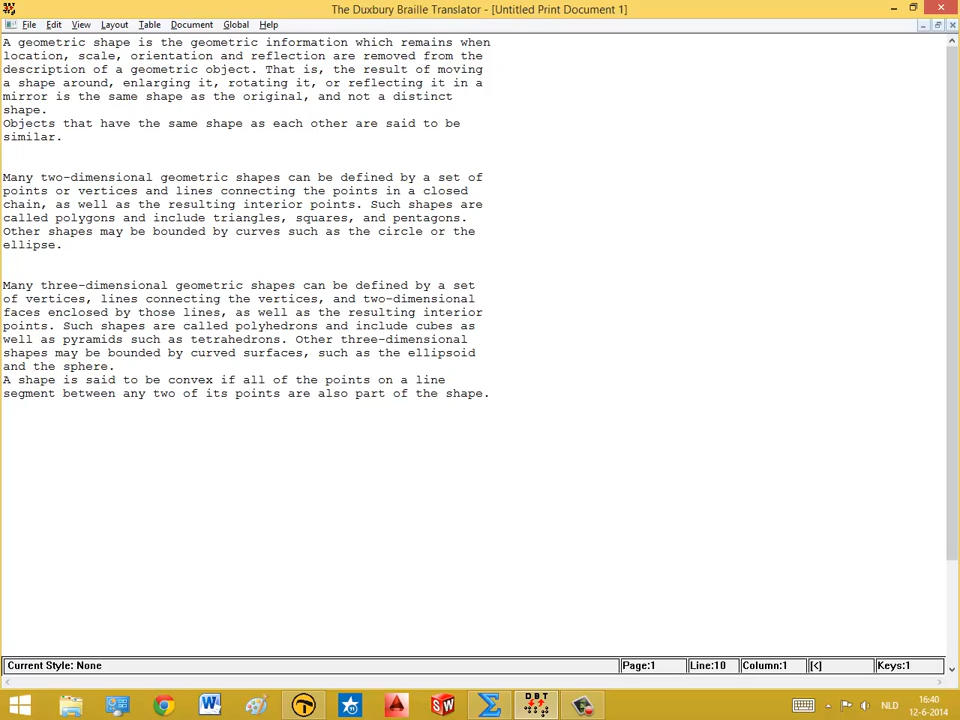 The Duxbury Braille Translator - [Untitled Print Document 1]
File Edit View Layout Table Document Global Help
A geometric shape is the geometric information which remains when
location, scale, orientation and reflection are removed from the
description of a geometric object. That is, the result of moving
a shape around, enlarging it, rotating it, or reflecting it in a
mirror is the same shape as the original, and not a distinct
shape.
Objects that have the same shape as each other are said to be
similar.
Many two-dimensional geometric shapes can be defined by a set of
points or vertices and lines connecting the points in a closed
chain, as well as the resulting interior points. Such shapes are
called polygons and include triangles, squares, and pentagons.
Other shapes may be bounded by curves such as the circle or the
ellipse.
Many three-dimensional geometric shapes can be defined by a set
of vertices, lines connecting the vertices, and two-dimensional
faces enclosed by those lines, as well as the resulting interior
points. Such shapes are called polyhedrons and include cubes as
well as pyramids such as tetrahedrons. Other three-dimensional
shapes may be bounded by curved surfaces, such as the ellipsoid
and the sphere.
A shape is said to be convex if all of the points on a line
segment between any two of its points are also part of the shape.
Current Style: None Page:1 Line:10 Column:1 [<] Keys:1
DBT
NLD
16:40
12-6-2014